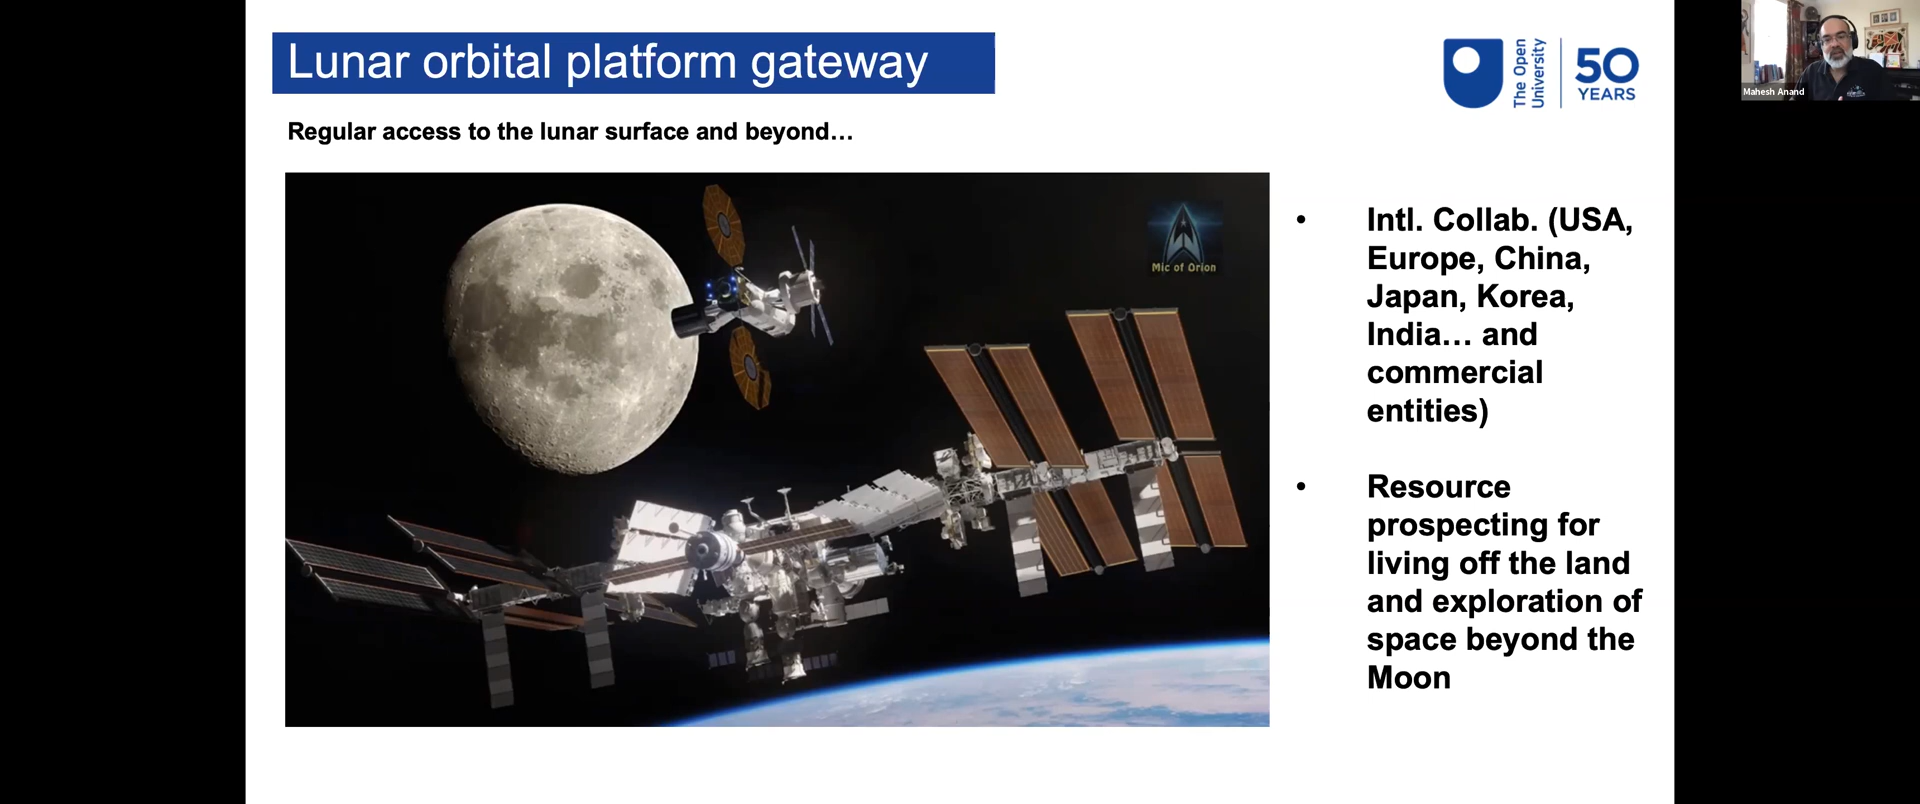 Lunar orbital platform gateway
The Open
University
50
YEARS
Mahesh Anand
Regular access to the lunar surface and beyond…
Mic of Orion
• Intl. Collab. (USA,
Europe, China,
Japan, Korea,
India… and
commercial
entities)
• Resource
prospecting for
living off the land
and exploration of
space beyond the
Moon